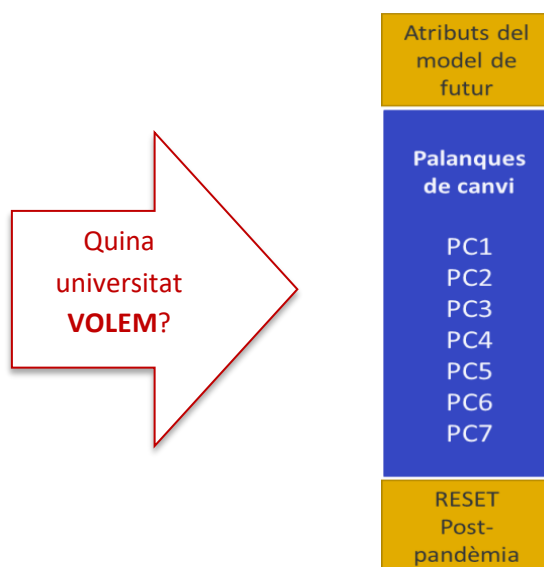 Quina
universitat
VOLEM?
Atributs del
model de
futur
Palanques
de canvi
PC1
PC2
PC3
PC4
PC5
PC6
PC7
RESET
Post-
pandèmia